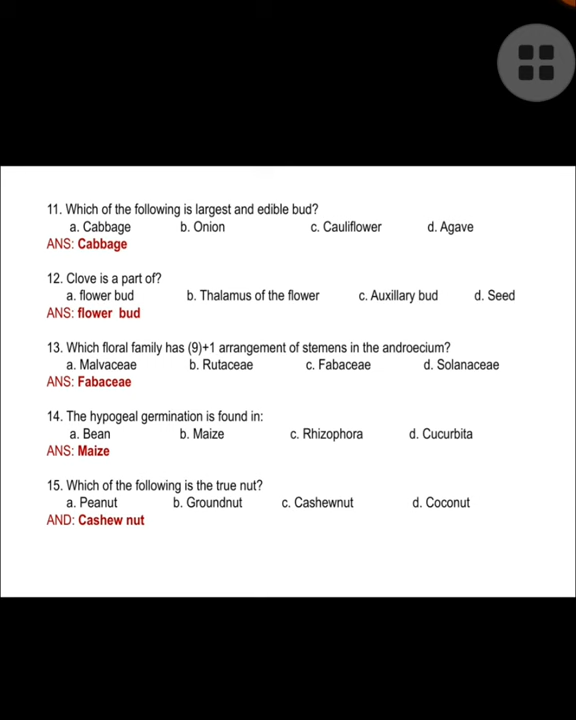 11. Which of the following is largest and edible bud?
a. Cabbage b. Onion c. Cauliflower d. Agave
ANS: Cabbage
12. Clove is a part of?
a. flower bud b. Thalamus of the flower c. Auxillary bud d. Seed
ANS: flower bud
13. Which floral family has (9)+1 arrangement of stemens in the androecium?
a. Malvaceae b. Rutaceae c. Fabaceae d. Solanaceae
ANS: Fabaceae
14. The hypogeal germination is found in:
a. Bean b. Maize c. Rhizophora d. Cucurbita
ANS: Maize
15. Which of the following is the true nut?
a. Peanut b. Groundnut c. Cashewnut d. Coconut
AND: Cashew nut